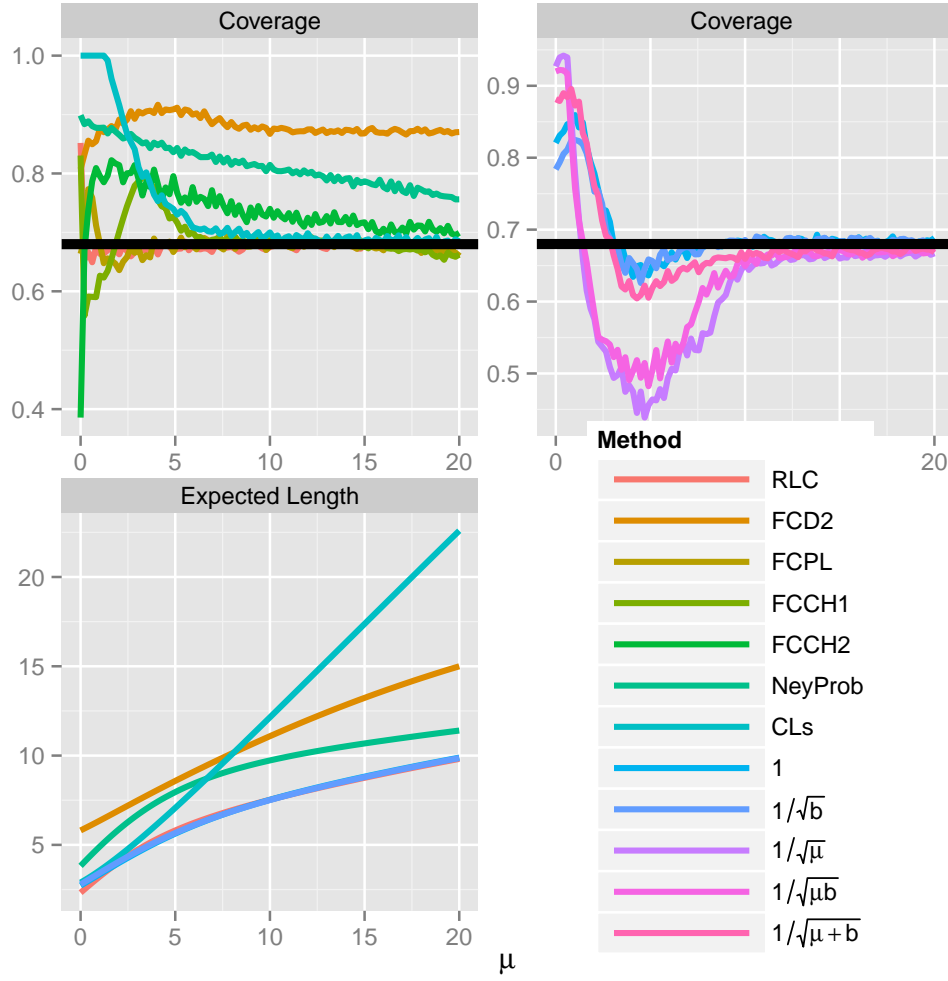 Coverage
1.0
0.8
0.6
0.4
0 5 10 15 20
Coverage
0.9
0.8
0.7
0.6
0.5
0 20
Expected Length
20
15
10
5
0 5 10 15 20
μ
Method
RLC
FCD2
FCPL
FCCH1
FCCH2
NeyProb
CLs
1
1/√b
1/√μ
1/√μb
1/√μ + b